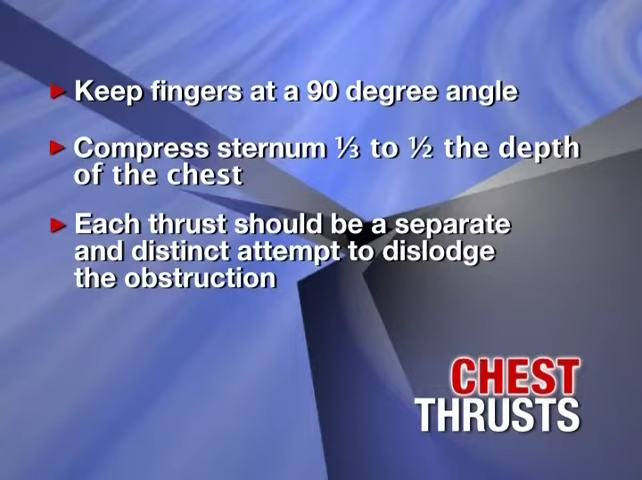 Keep fingers at a 90 degree angle
Compress sternum ⅓ to ½ the depth
of the chest
Each thrust should be a separate
and distinct attempt to dislodge
the obstruction
CHEST
THRUSTS